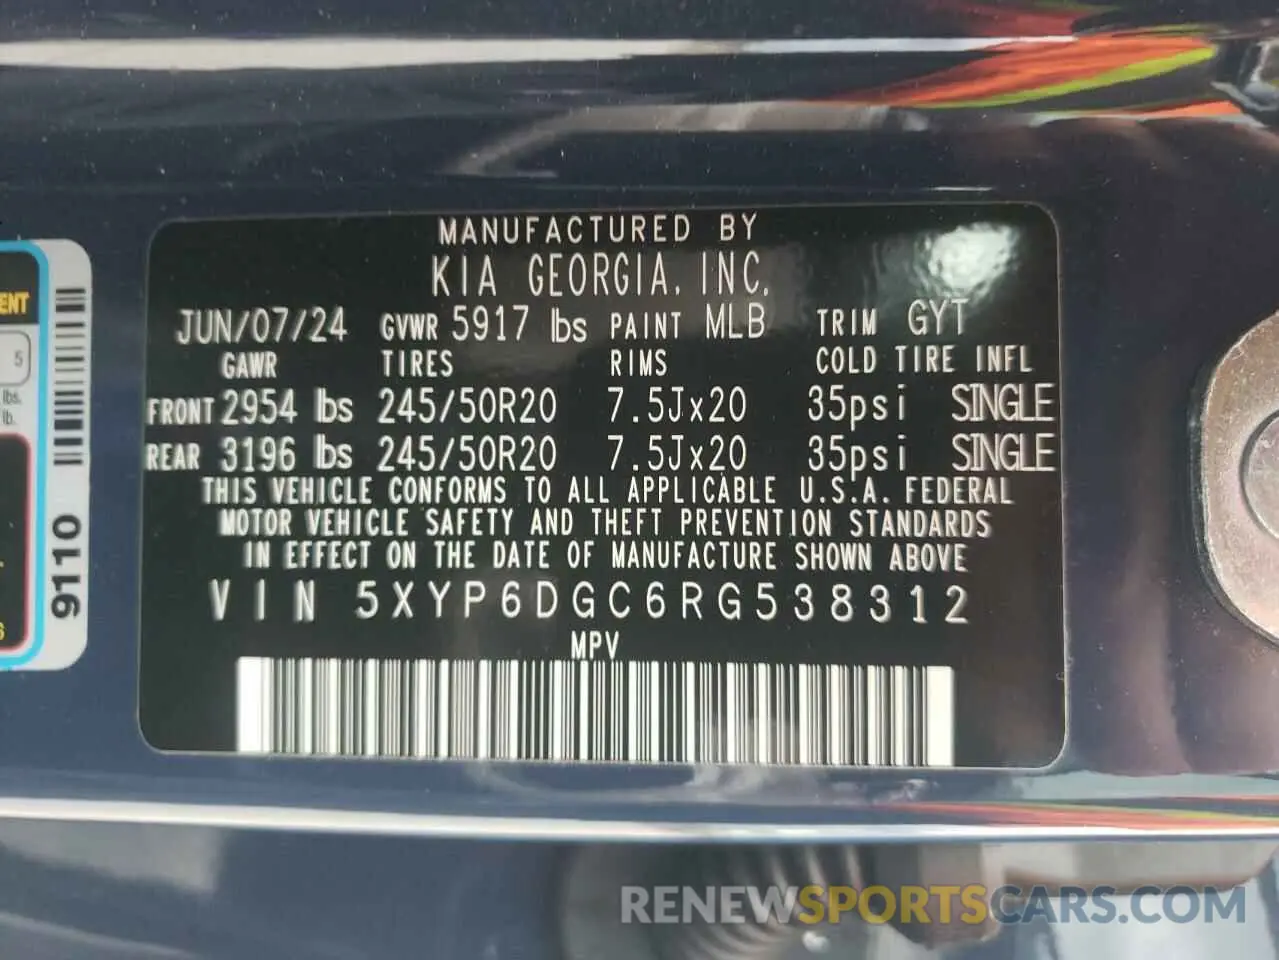 MANUFACTURED BY
KIA GEORGIA, INC.
JUN/07/24 GVWR 5917 lbs PAINT MLB TRIM GYT
GAWR TIRES RIMS COLD TIRE INFL
FRONT 2954 lbs 245/50R20 7.5Jx20 35psi SINGLE
REAR 3196 lbs 245/50R20 7.5Jx20 35psi SINGLE
THIS VEHICLE CONFORMS TO ALL APPLICABLE U.S.A. FEDERAL
MOTOR VEHICLE SAFETY AND THEFT PREVENTION STANDARDS
IN EFFECT ON THE DATE OF MANUFACTURE SHOWN ABOVE
VIN 5XYP6DGC6RG538312
MPV
5
lbs.
lb.
9110
RENEWSPORTSCARS.COM